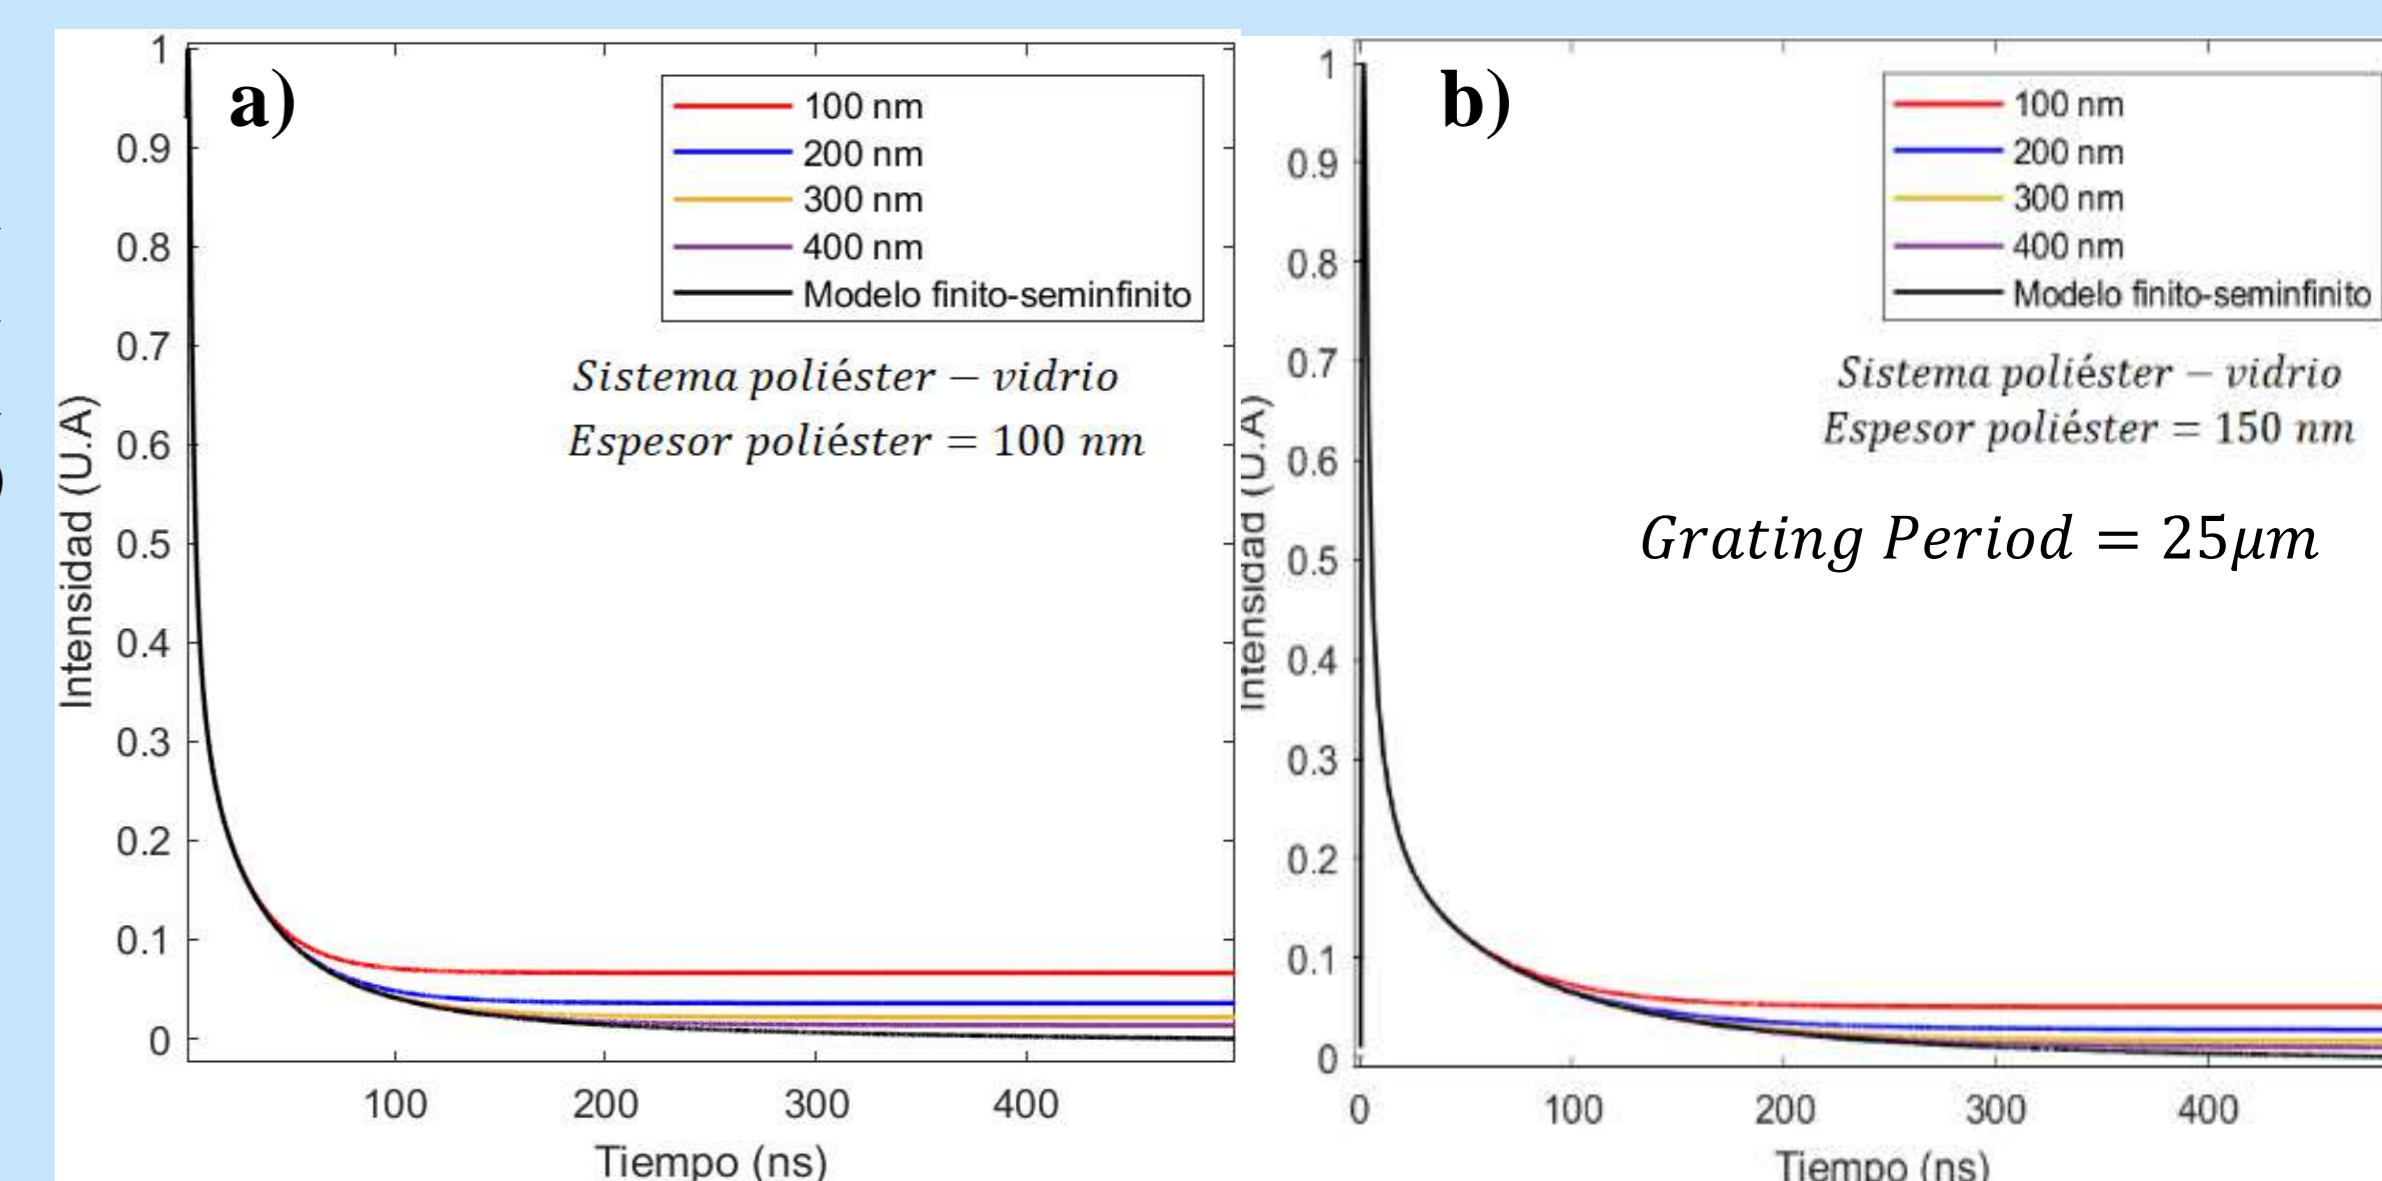 a)
100 nm
200 nm
300 nm
400 nm
Modelo finito-seminfinito
Sistema poliéster − vidrio
Espesor poliéster = 100 nm
Intensidad (U.A)
1
0.9
0.8
0.7
0.6
0.5
0.4
0.3
0.2
0.1
0
100
200
300
400
Tiempo (ns)
b)
100 nm
200 nm
300 nm
400 nm
Modelo finito-seminfinito
Sistema poliéster − vidrio
Espesor poliéster = 150 nm
Grating Period = 25μm
Intensidad (U.A)
1
0.9
0.8
0.7
0.6
0.5
0.4
0.3
0.2
0.1
0
0
100
200
300
400
Tiempo (ns)